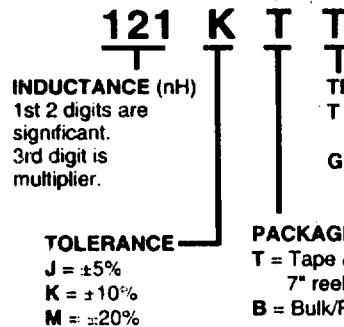 121 K T T
INDUCTANCE (nH)
1st 2 digits are
significant.
3rd digit is
multiplier.
T
G
TOLERANCE
J = ±5%
K = ±10%
M = ±20%
T = Tape
7" reel
B = Bulk/